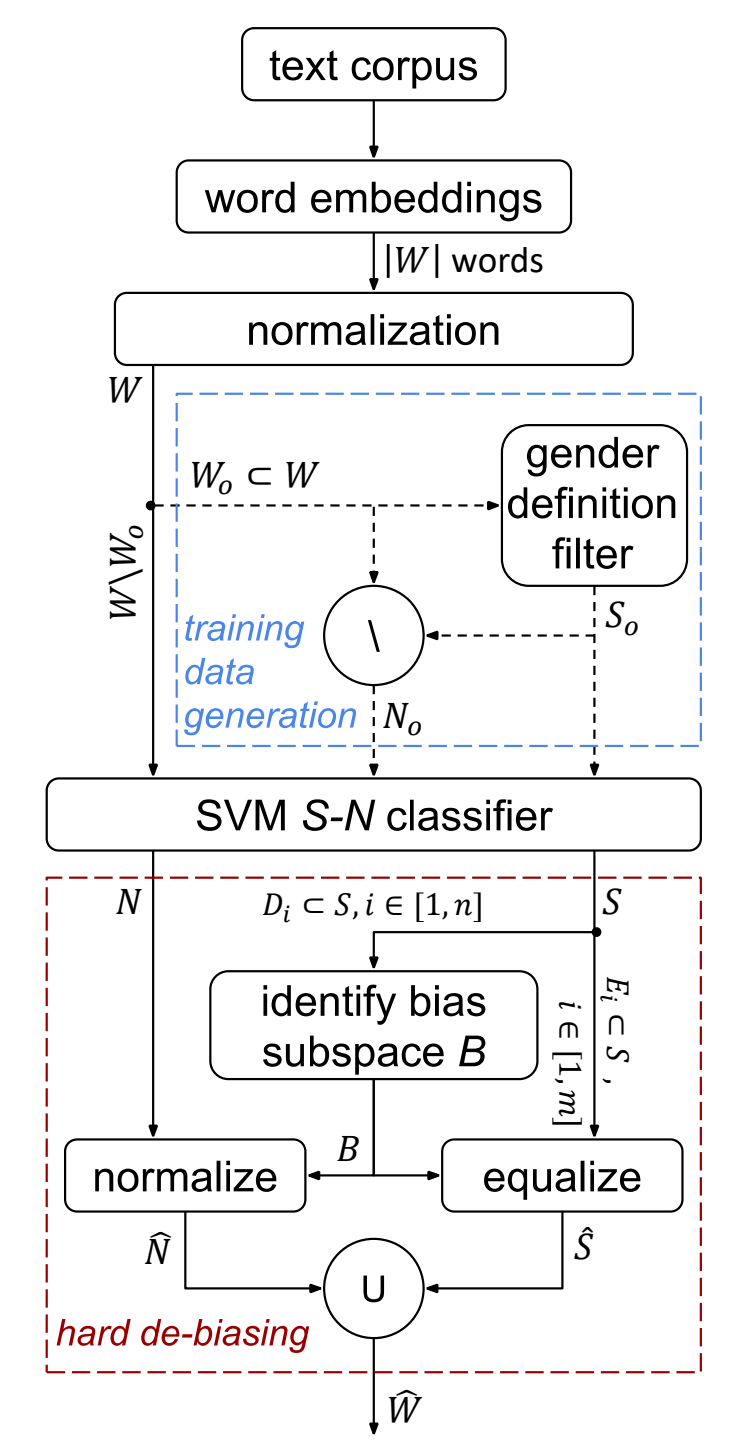 text corpus
word embeddings
|W| words
normalization
W
W_o ⊂ W
gender
definition
filter
W\W_o
\
S_o
training
data
generation
N_o
SVM S-N classifier
N
D_i ⊂ S, i ∈ [1, n]
S
identify bias
subspace B
E_i ⊂ S ,
i ∈ [1, m]
B
normalize
equalize
N̂
Ŝ
∪
hard de-biasing
Ŵ